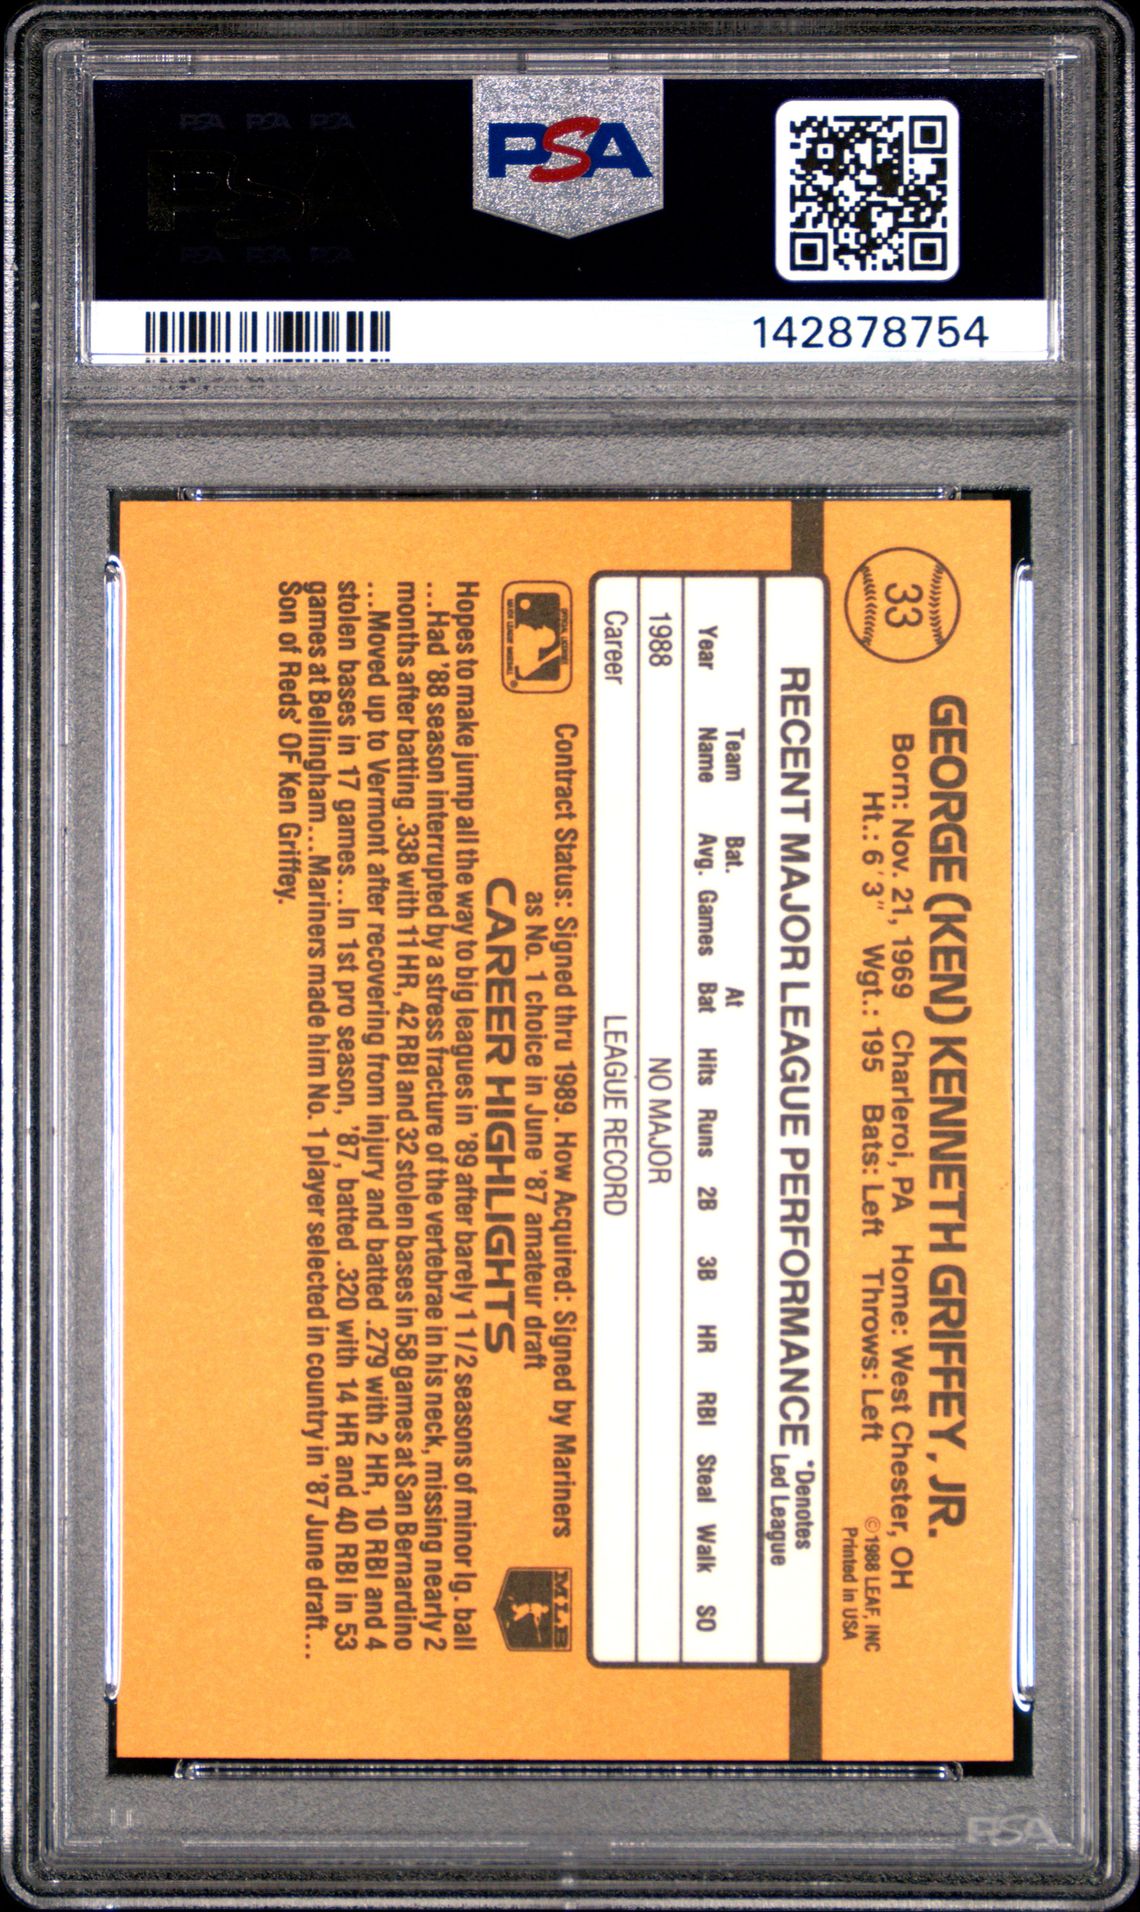 PSA PSA PSA
PSA
PSA PSA PSA
PSA
142878754
33
GEORGE (KEN) KENNETH GRIFFEY, JR.
Born: Nov. 21, 1969 Charleroi, PA Home: West Chester, OH
Ht.: 6'3" Wgt.: 195 Bats: Left Throws: Left
©1988 LEAF, INC
Printed in USA
RECENT MAJOR LEAGUE PERFORMANCE
*Denotes
Led League
Year Team Name Bat. Avg. Games At Bat Hits Runs 2B 3B HR RBI Steal Walk SO
1988 NO MAJOR
Career LEAGUE RECORD
Contract Status: Signed thru 1989. How Acquired: Signed by Mariners
as No. 1 choice in June '87 amateur draft
CAREER HIGHLIGHTS
MLB
Hopes to make jump all the way to big leagues in '89 after barely 1 1/2 seasons of minor lg. ball
...Had '88 season interrupted by a stress fracture of the vertebrae in his neck, missing nearly 2
months after batting .338 with 11 HR, 42 RBI and 32 stolen bases in 58 games at San Bernardino
...Moved up to Vermont after recovering from injury and batted .279 with 2 HR, 10 RBI and 4
stolen bases in 17 games...In 1st pro season, '87, batted .320 with 14 HR and 40 RBI in 53
games at Bellingham...Mariners made him No. 1 player selected in country in '87 June draft...
Son of Reds' OF Ken Griffey.
PSA